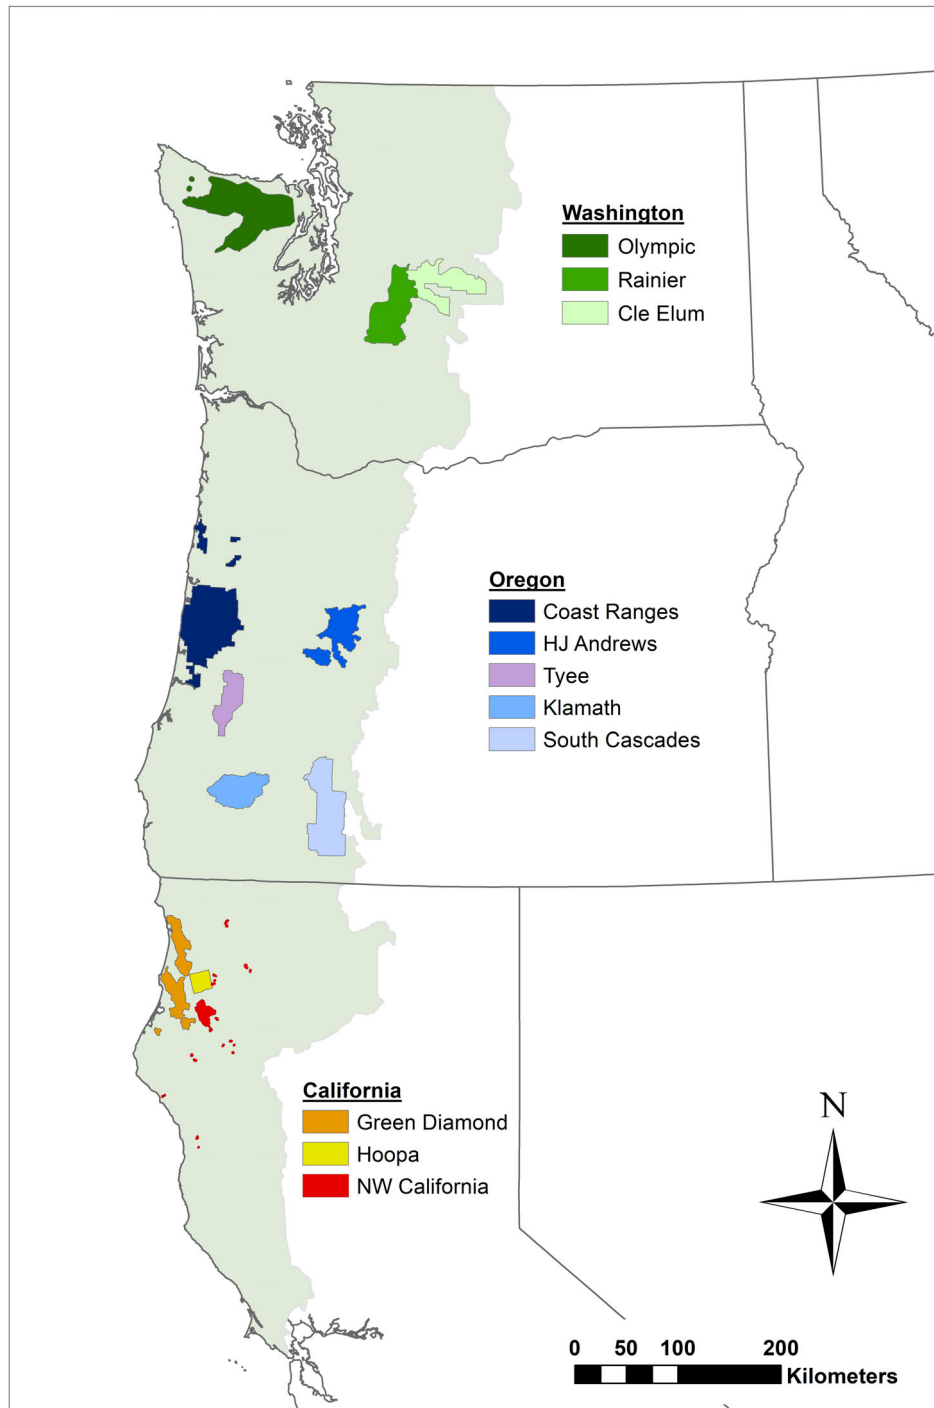 Washington
Olympic
Rainier
Cle Elum
Oregon
Coast Ranges
HJ Andrews
Tyee
Klamath
South Cascades
California
Green Diamond
Hoopa
NW California
N
0 50 100 200
Kilometers